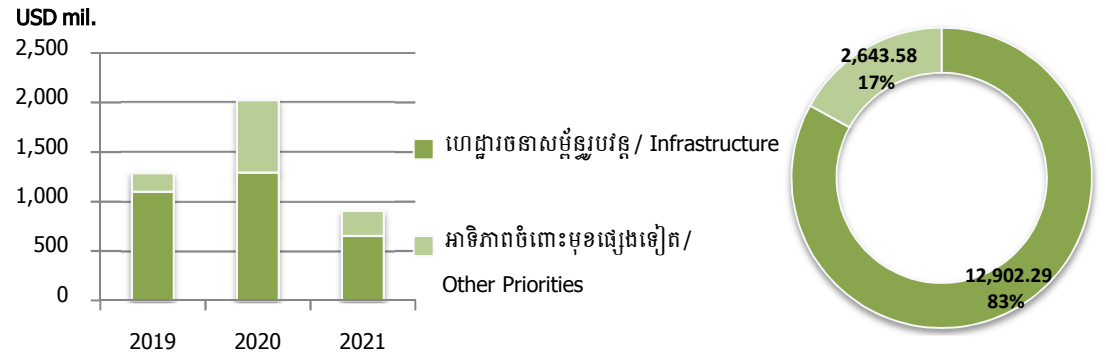 USD mil.
2,500
2,000
1,500
1,000
500
0
2019 2020 2021
ហេដ្ឋារចនាសម្ព័ន្ធរូបវន្ត/ Infrastructure
អាទិភាពចំពោះមុខផ្សេងទៀត/
Other Priorities
2,643.58
17%
12,902.29
83%